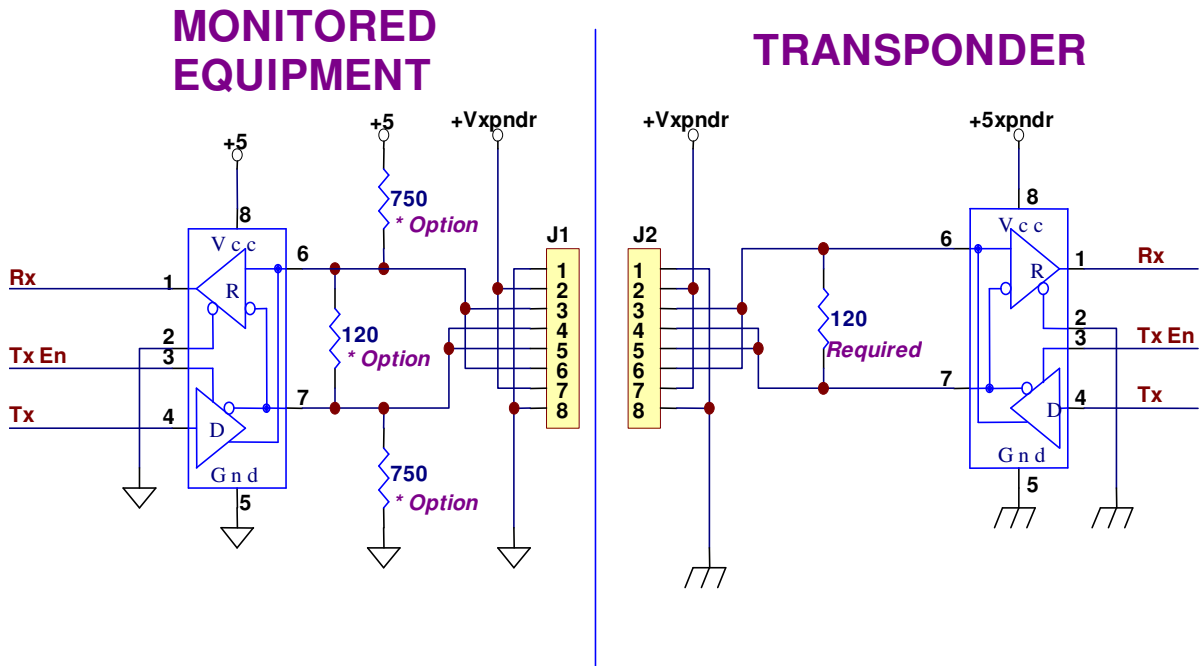 MONITORED
EQUIPMENT
+5
+5
+Vxpndr
750
* Option
8
Vcc
6
J1
Rx
1
R
2
3
120
* Option
Tx En
7
Tx
4
D
Gnd
5
750
* Option
1
2
3
4
5
6
7
8
TRANSPONDER
+Vxpndr
+5xpndr
J2
1
2
3
4
5
6
7
8
120
Required
8
Vcc
6
R
1
Rx
2
3
Tx En
7
D
4
Tx
Gnd
5